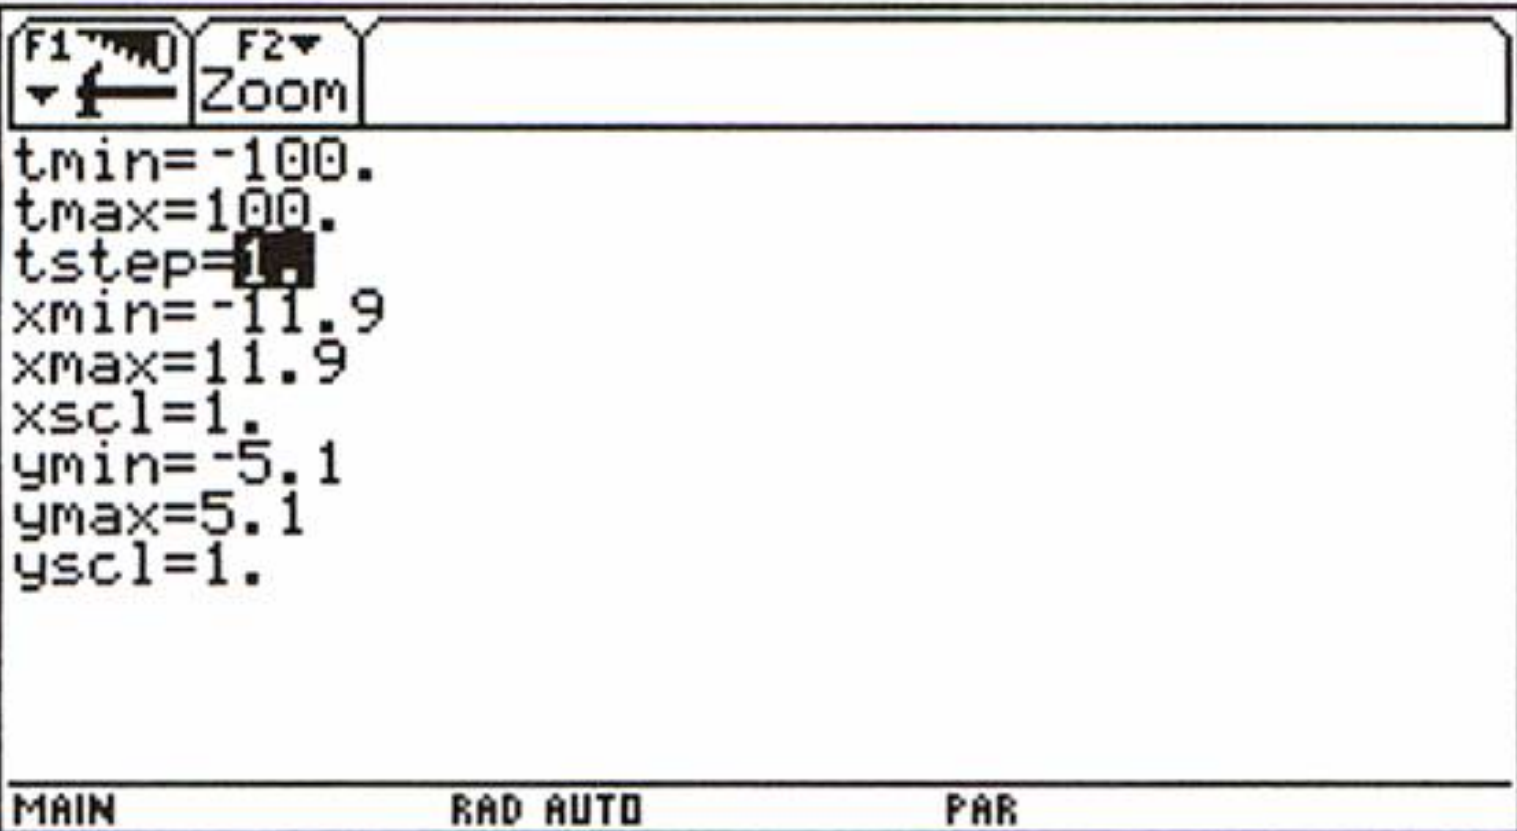 F1 F2
Zoom
tmin=⁻100.
tmax=100.
tstep=1.
xmin=⁻11.9
xmax=11.9
xscl=1.
ymin=⁻5.1
ymax=5.1
yscl=1.
MAIN RAD AUTO PAR